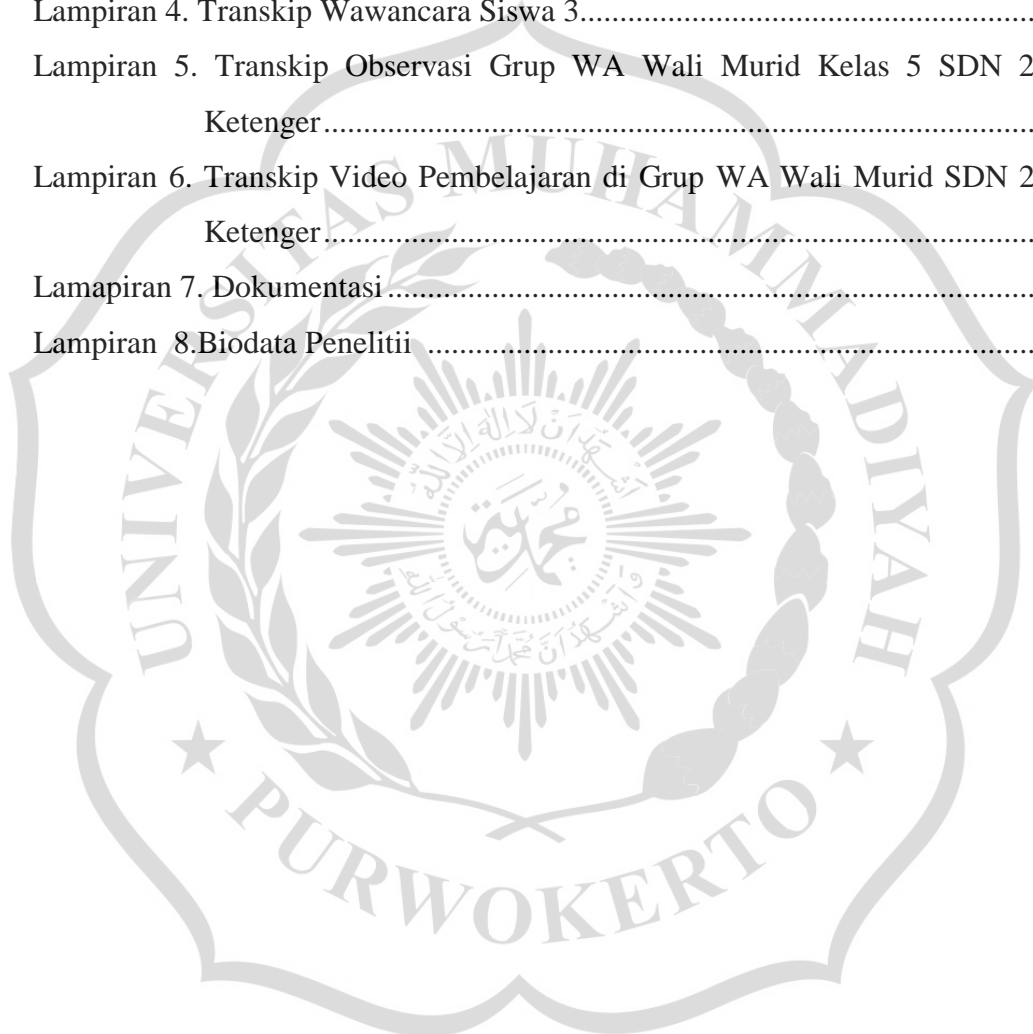 Lampiran 4. Transkip Wawancara Siswa 3........................................................
Lampiran 5. Transkip Observasi Grup WA Wali Murid Kelas 5 SDN 2
Ketenger........................................................................................
Lampiran 6. Transkip Video Pembelajaran di Grup WA Wali Murid SDN 2
Ketenger........................................................................................
Lamapiran 7. Dokumentasi................................................................................
Lampiran 8.Biodata Penelitii ...........................................................................
UNIVERSITAS MUHAMMADIYAH
PURWOKERTO